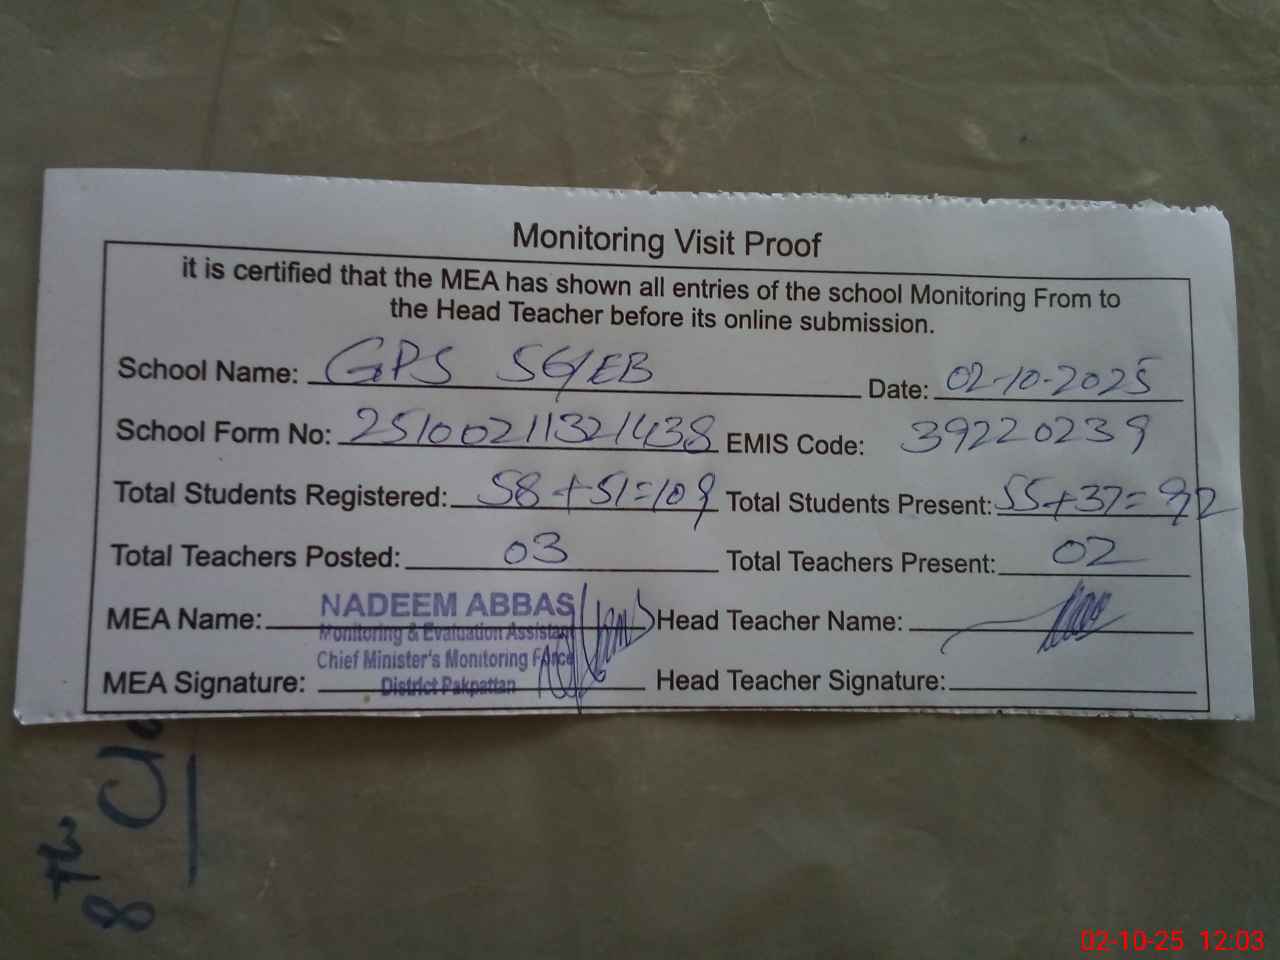 Monitoring Visit Proof
it is certified that the MEA has shown all entries of the school Monitoring From to
the Head Teacher before its online submission.
School Name: GPS 56/EB Date: 02-10-2025
School Form No: 25100211321438 EMIS Code: 39220239
Total Students Registered: 58+51=109 Total Students Present: 55+37=92
Total Teachers Posted: 03 Total Teachers Present: 02
MEA Name: NADEEM ABBAS Head Teacher Name:
Monitoring & Evaluation Assistant
Chief Minister's Monitoring Force
MEA Signature: District Pakpattan Head Teacher Signature:
8th
02-10-25 12:03